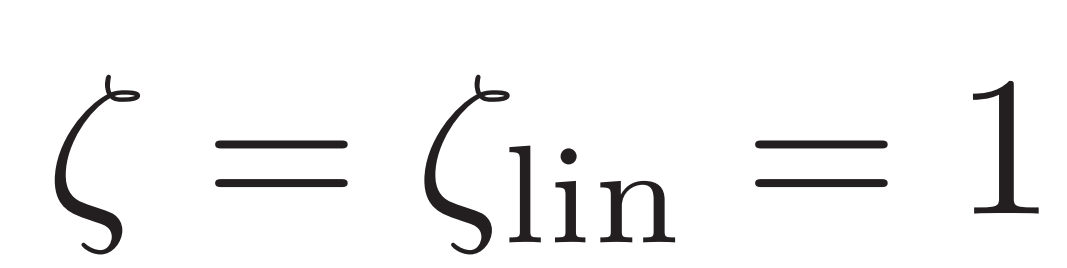 ζ = ζ_lin = 1